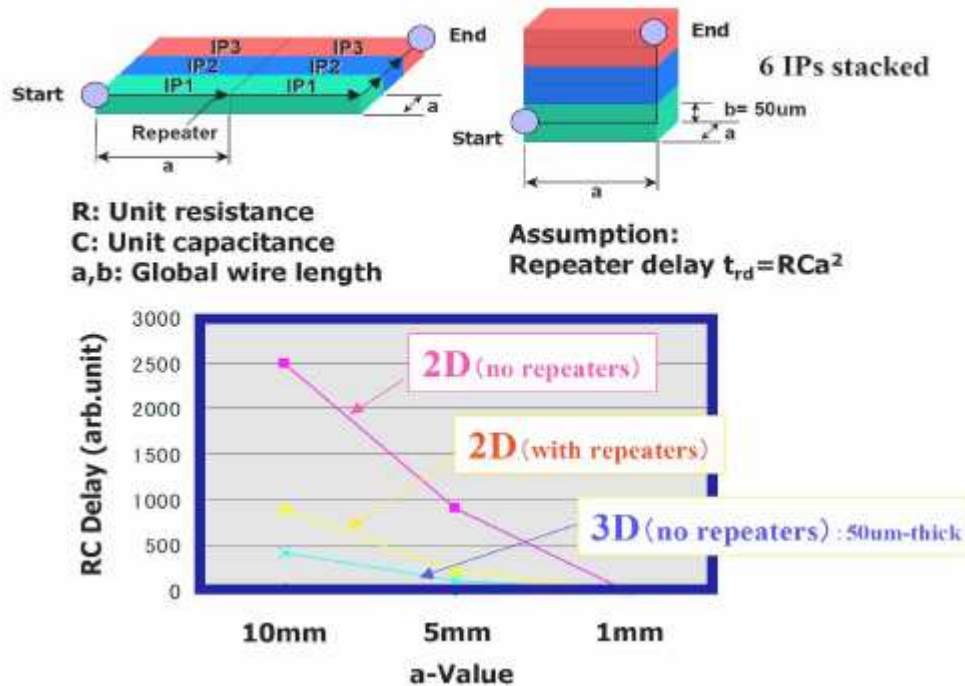 IP3 IP3
IP2 IP2
IP1 IP1
Start
End
Repeater
a
a
End
6 IPs stacked
b= 50um
a
Start
a
R: Unit resistance
C: Unit capacitance
a,b: Global wire length
Assumption:
Repeater delay trd=RCa²
3000
2500
2000
1500
1000
500
0
RC Delay (arb.unit)
2D (no repeaters)
2D (with repeaters)
3D (no repeaters) : 50um-thick
10mm 5mm 1mm
a-Value